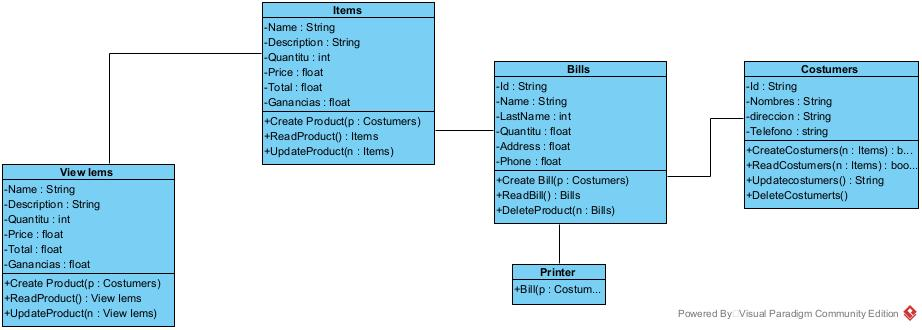 Items
-Name : String
-Description : String
-Quantitu : int
-Price : float
-Total : float
-Ganancias : float
+Create Product(p : Costumers)
+ReadProduct() : Items
+UpdateProduct(n : Items)
Bills
-Id : String
-Name : String
-LastName : int
-Quantitu : float
-Address : float
-Phone : float
+Create Bill(p : Costumers)
+ReadBill() : Bills
+DeleteProduct(n : Bills)
Costumers
-Id : String
-Nombres : String
-direccion : String
-Telefono : string
+CreateCostumers(n : Items) : b...
+ReadCostumers(n : Items) : boo...
+Updatecostumers() : String
+DeleteCostumerts()
View Iems
-Name : String
-Description : String
-Quantitu : int
-Price : float
-Total : float
-Ganancias : float
+Create Product(p : Costumers)
+ReadProduct() : View Iems
+UpdateProduct(n : View Iems)
Printer
+Bill(p : Costum...
Powered By Visual Paradigm Community Edition